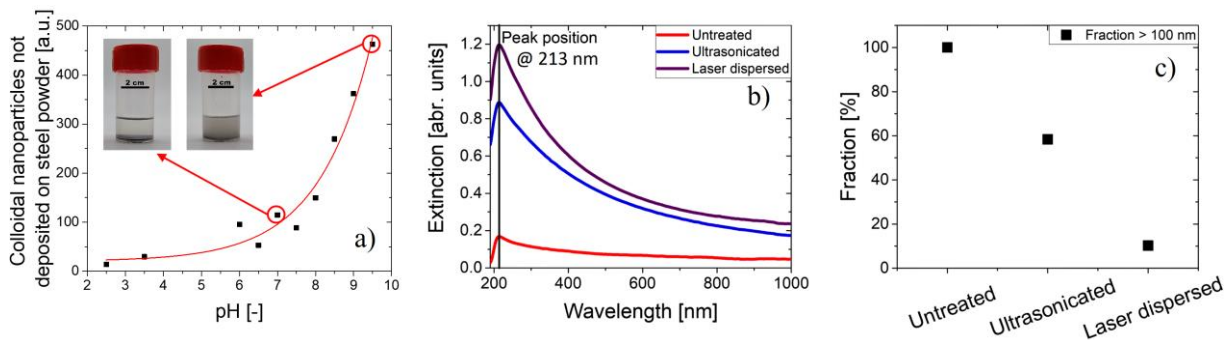 Colloidal nanoparticles not
deposited on steel powder [a.u.]
500
400
300
200
100
0
2 cm
2 cm
a)
2 3 4 5 6 7 8 9 10
pH [-]
Extinction [abr. units]
1.2
1.0
0.8
0.6
0.4
0.2
0.0
Peak position
@ 213 nm
Untreated
Ultrasonicated
Laser dispersed
b)
200 400 600 800 1000
Wavelength [nm]
Fraction [%]
100
80
60
40
20
0
Fraction > 100 nm
c)
Untreated
Ultrasonicated
Laser dispersed